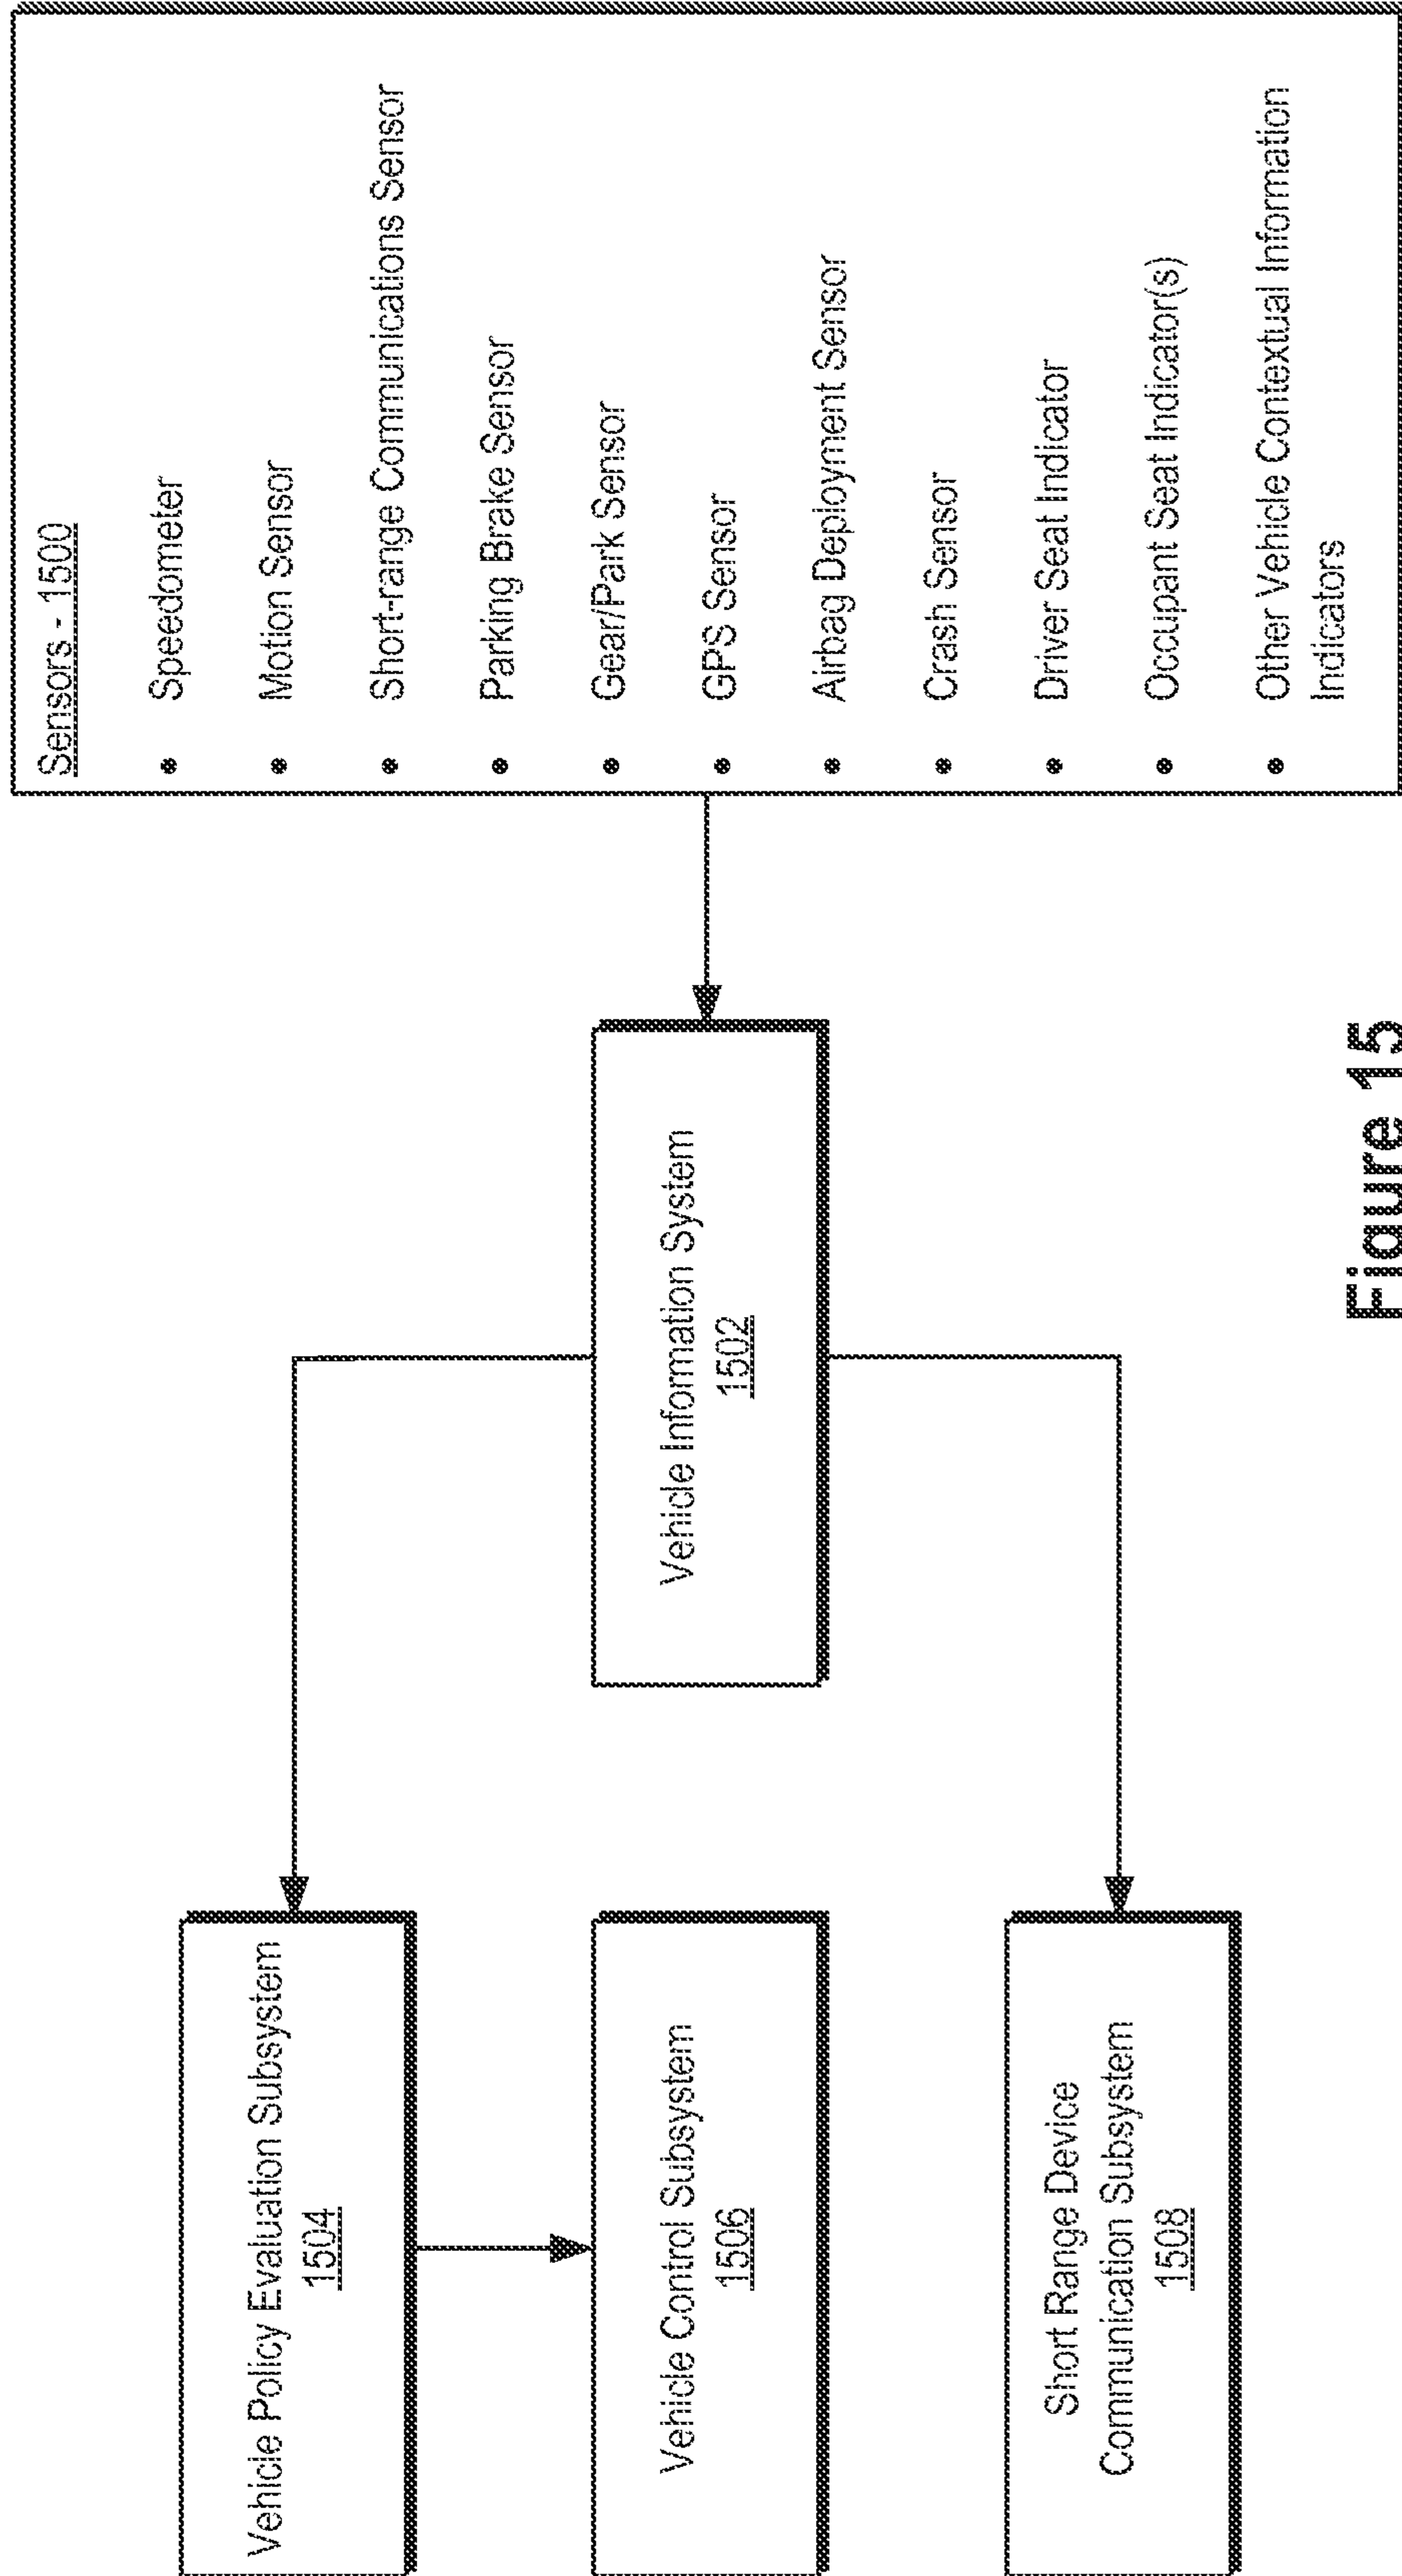 Vehicle Policy Evaluation Subsystem
1504
Vehicle Control Subsystem
1506
Short Range Device
Communication Subsystem
1508
Vehicle Information System
1502
Sensors - 1500
• Speedometer
• Motion Sensor
• Short-range Communications Sensor
• Parking Brake Sensor
• Gear/Park Sensor
• GPS Sensor
• Airbag Deployment Sensor
• Crash Sensor
• Driver Seat Indicator
• Occupant Seat Indicator(s)
• Other Vehicle Contextual Information
Indicators
Figure 15